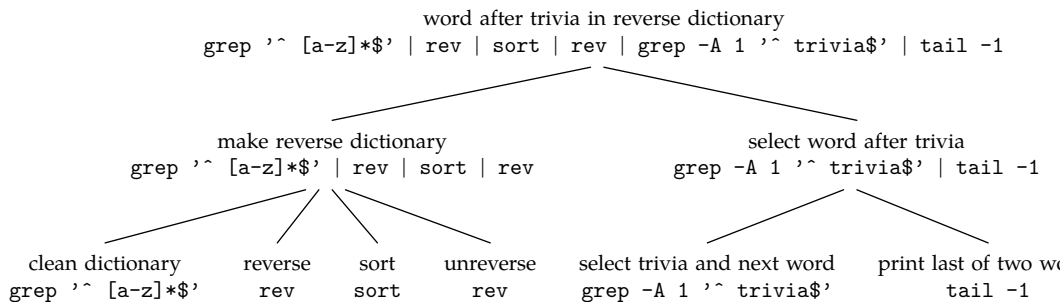 word after trivia in reverse dictionary
grep '^ [a-z]*$' | rev | sort | rev | grep -A 1 '^ trivia$' | tail -1
make reverse dictionary
grep '^ [a-z]*$' | rev | sort | rev
select word after trivia
grep -A 1 '^ trivia$' | tail -1
clean dictionary
grep '^ [a-z]*$'
reverse
rev
sort
sort
unreverse
rev
select trivia and next word
grep -A 1 '^ trivia$'
print last of two wo
tail -1